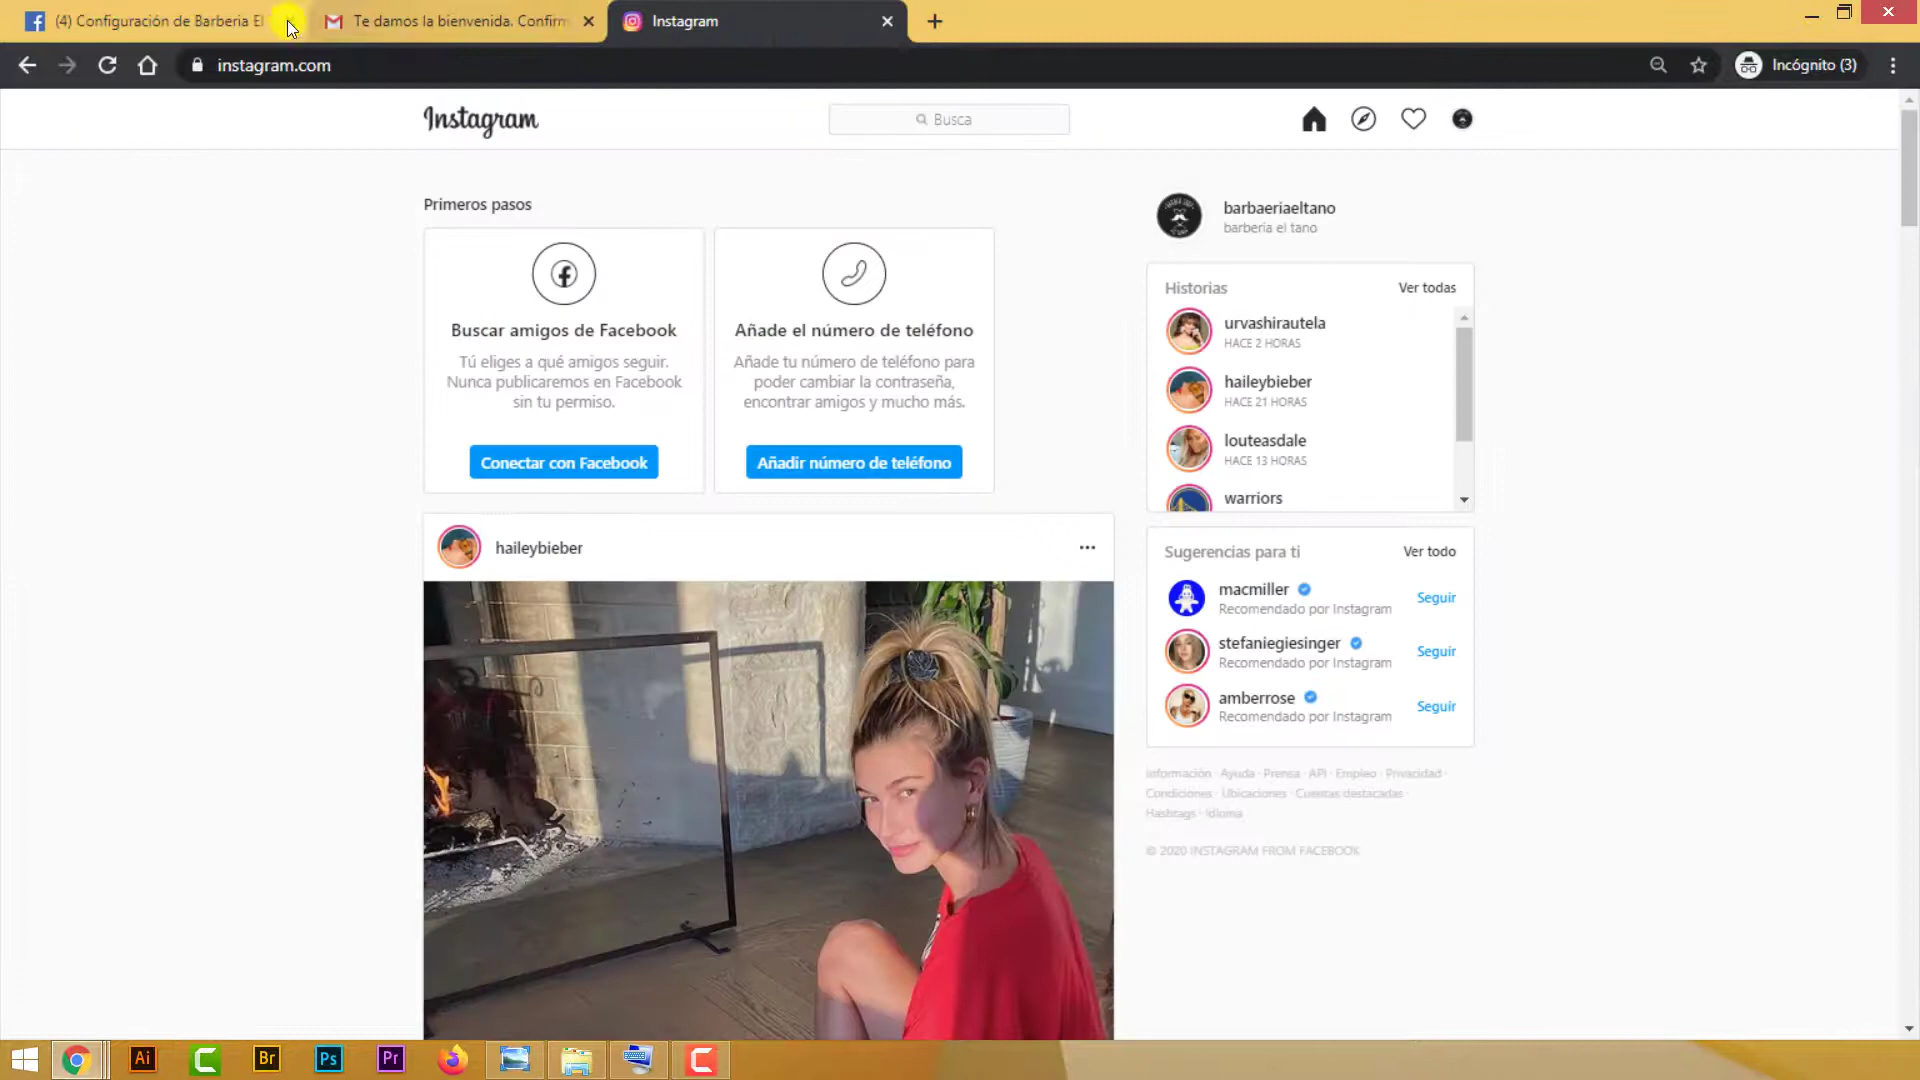 (4) Configuración de Barberia El
Te damos la bienvenida. Confirm
Instagram
instagram.com
Incógnito (3)
Instagram
Busca
Primeros pasos
Buscar amigos de Facebook
Tú eliges a qué amigos seguir.
Nunca publicaremos en Facebook
sin tu permiso.
Conectar con Facebook
Añade el número de teléfono
Añade tu número de teléfono para
poder cambiar la contraseña,
encontrar amigos y mucho más.
Añadir número de teléfono
haileybieber
barbaeriaeltano
barberia el tano
Historias
Ver todas
urvashirautela
HACE 2 HORAS
haileybieber
HACE 21 HORAS
louteasdale
HACE 13 HORAS
warriors
Sugerencias para ti
Ver todo
macmiller
Recomendado por Instagram
Seguir
stefaniegiesinger
Recomendado por Instagram
Seguir
amberrose
Recomendado por Instagram
Seguir
Información · Ayuda · Prensa · API · Empleo · Privacidad ·
Condiciones · Ubicaciones · Cuentas destacadas ·
Hashtags · Idioma
© 2020 INSTAGRAM FROM FACEBOOK
Ai
Br
Ps
Pr